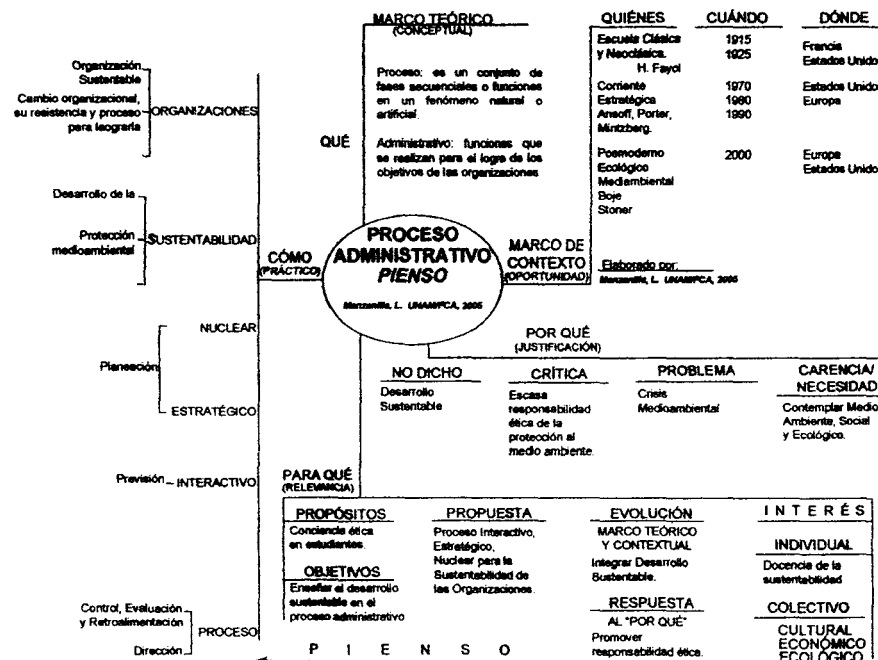 MARCO TEÓRICO
(CONCEPTUAL)
Proceso: es un conjunto de
fases secuenciales o funciones
en un fenómeno natural o
artificial.
QUÉ
Administrativo: funciones que
se realizan para el logro de los
objetivos de las organizaciones
QUIÉNES
CUÁNDO
DÓNDE
Escuela Clásica
y Neoclásica.
H. Fayol
1915
1925
Francia
Estados Unido
Corriente
Estratégica
Ansoff, Porter,
Mintzberg.
1970
1980
1990
Estados Unido
Europa
Posmoderno
Ecológico
Mediambiental
Boje
Stoner
2000
Europa
Estados Unido
Elaborado por:
Manzanilla, L. UNAM/FCA, 2005
MARCO DE
CONTEXTO
(OPORTUNIDAD)
PROCESO
ADMINISTRATIVO
PIENSO
Manzanilla, L. UNAM/FCA, 2005
CÓMO
(PRÁCTICO)
Organización
Sustentable
Cambio organizacional,
su resistencia y proceso
para laograrla
ORGANIZACIONES
Desarrollo de la
Protección
medioambiental
SUSTENTABILIDAD
NUCLEAR
Planeación
ESTRATÉGICO
Previsión
INTERACTIVO
Control, Evaluación
y Retroalimentación
PROCESO
Dirección
POR QUÉ
(JUSTIFICACIÓN)
NO DICHO
Desarrollo
Sustentable
CRÍTICA
Escasa
responsabilidad
ética de la
protección al
medio ambiente.
PROBLEMA
Crisis
Medioambiental
CARENCIA/
NECESIDAD
Contemplar Medio
Ambiente, Social
y Ecológico.
PARA QUÉ
(RELEVANCIA)
PROPÓSITOS
Conciencia ética
en estudiantes.
OBJETIVOS
Enseñar el desarrollo
sustentable en el
proceso administrativo
PROPUESTA
Proceso Interactivo,
Estratégico,
Nuclear para la
Sustentabilidad de
las Organizaciones.
EVOLUCIÓN
MARCO TEÓRICO
Y CONTEXTUAL
Integrar Desarrollo
Sustentable.
RESPUESTA
AL "POR QUÉ"
Promover
responsabilidad ética.
INTERÉS
INDIVIDUAL
Docencia de la
sustentabilidad
COLECTIVO
CULTURAL
ECONÓMICO
ECOLÓGICO
P I E N S O